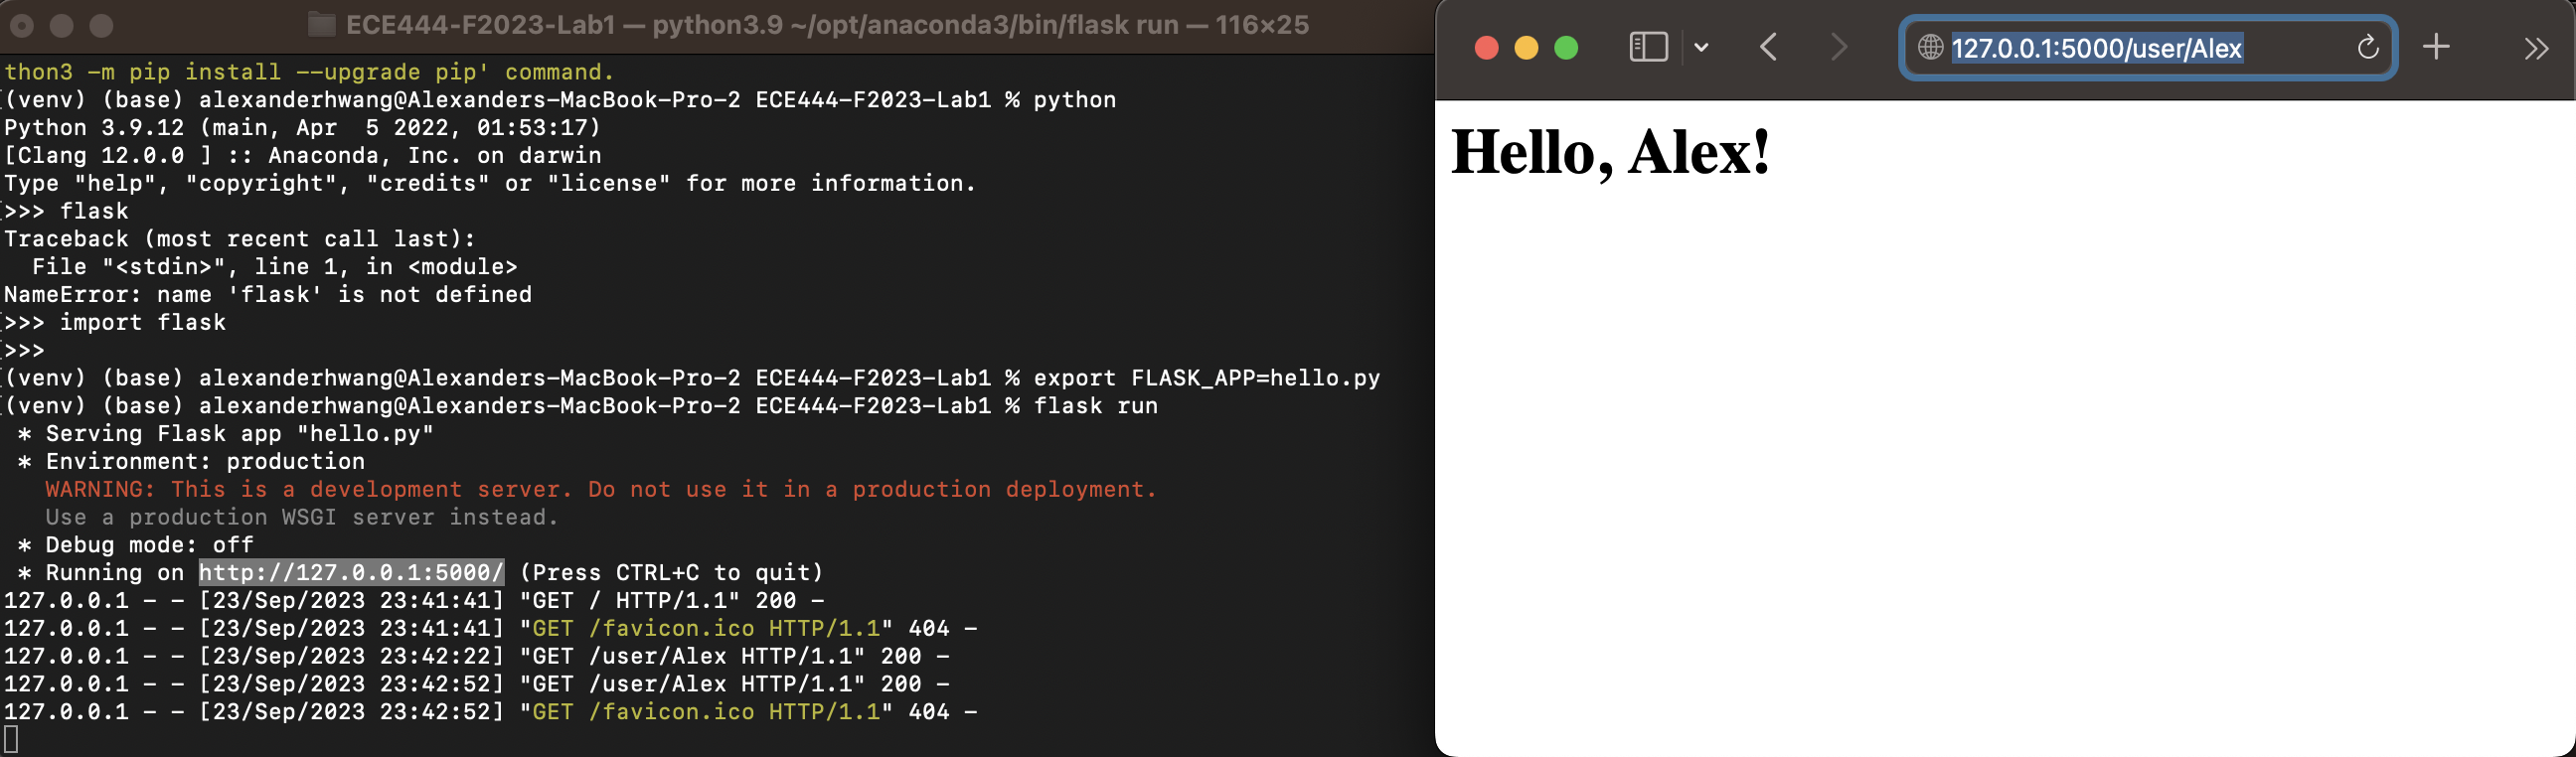 ECE444-F2023-Lab1 — python3.9 ~/opt/anaconda3/bin/flask run — 116×25
thon3 -m pip install --upgrade pip' command.
(venv) (base) alexanderhwang@Alexanders-MacBook-Pro-2 ECE444-F2023-Lab1 % python
Python 3.9.12 (main, Apr  5 2022, 01:53:17)
[Clang 12.0.0 ] :: Anaconda, Inc. on darwin
Type "help", "copyright", "credits" or "license" for more information.
>>> flask
Traceback (most recent call last):
  File "<stdin>", line 1, in <module>
NameError: name 'flask' is not defined
>>> import flask
>>>
(venv) (base) alexanderhwang@Alexanders-MacBook-Pro-2 ECE444-F2023-Lab1 % export FLASK_APP=hello.py
(venv) (base) alexanderhwang@Alexanders-MacBook-Pro-2 ECE444-F2023-Lab1 % flask run
 * Serving Flask app "hello.py"
 * Environment: production
   WARNING: This is a development server. Do not use it in a production deployment.
   Use a production WSGI server instead.
 * Debug mode: off
 * Running on http://127.0.0.1:5000/ (Press CTRL+C to quit)
127.0.0.1 - - [23/Sep/2023 23:41:41] "GET / HTTP/1.1" 200 -
127.0.0.1 - - [23/Sep/2023 23:41:41] "GET /favicon.ico HTTP/1.1" 404 -
127.0.0.1 - - [23/Sep/2023 23:42:22] "GET /user/Alex HTTP/1.1" 200 -
127.0.0.1 - - [23/Sep/2023 23:42:52] "GET /user/Alex HTTP/1.1" 200 -
127.0.0.1 - - [23/Sep/2023 23:42:52] "GET /favicon.ico HTTP/1.1" 404 -
127.0.0.1:5000/user/Alex
Hello, Alex!